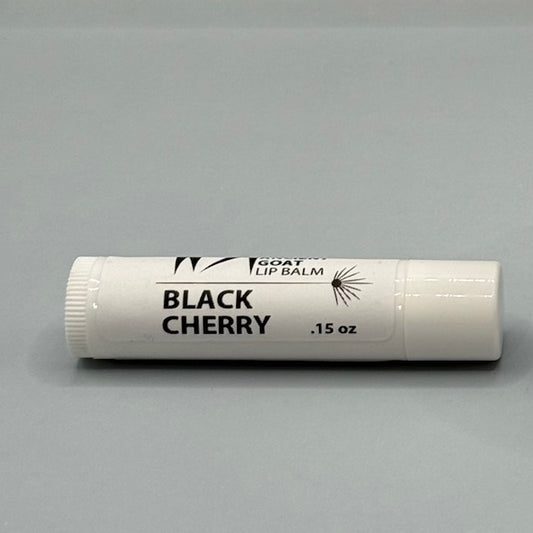 GOAT
LIP BALM
BLACK
CHERRY
.15 oz